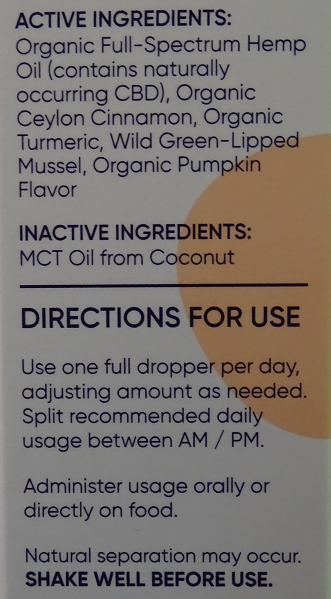 ACTIVE INGREDIENTS:
Organic Full-Spectrum Hemp
Oil (contains naturally
occurring CBD), Organic
Ceylon Cinnamon, Organic
Turmeric, Wild Green-Lipped
Mussel, Organic Pumpkin
Flavor
INACTIVE INGREDIENTS:
MCT Oil from Coconut
DIRECTIONS FOR USE
Use one full dropper per day,
adjusting amount as needed.
Split recommended daily
usage between AM / PM.
Administer usage orally or
directly on food.
Natural separation may occur.
SHAKE WELL BEFORE USE.